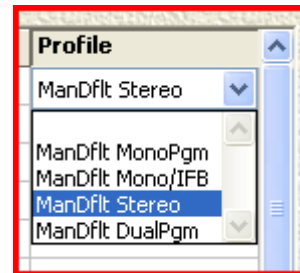 Profile
ManDflt Stereo
ManDflt MonoPgm
ManDflt Mono/IFB
ManDflt Stereo
ManDflt DualPgm